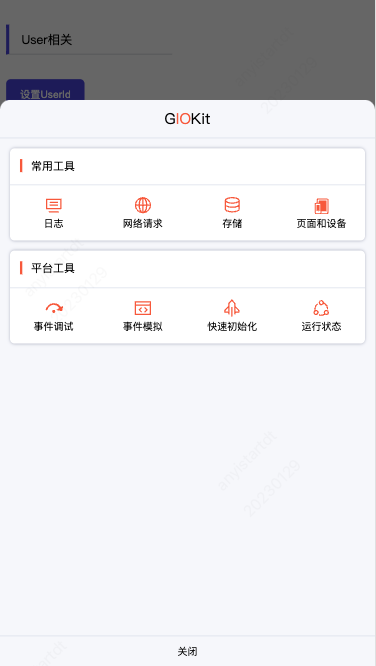 User相关
设置UserId
GIOKit
常用工具
日志 网络请求 存储 页面和设备
平台工具
事件调试 事件模拟 快速初始化 运行状态
关闭
20230129